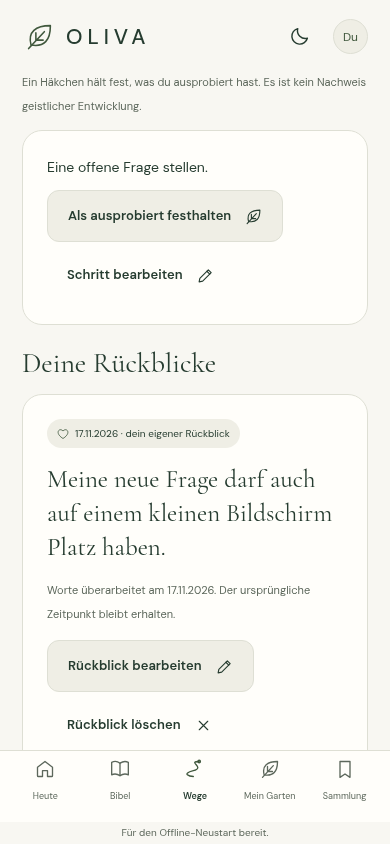 OLIVA
Du
Ein Häkchen hält fest, was du ausprobiert hast. Es ist kein Nachweis
geistlicher Entwicklung.
Eine offene Frage stellen.
Als ausprobiert festhalten
Schritt bearbeiten
Deine Rückblicke
17.11.2026 · dein eigener Rückblick
Meine neue Frage darf auch
auf einem kleinen Bildschirm
Platz haben.
Worte überarbeitet am 17.11.2026. Der ursprüngliche
Zeitpunkt bleibt erhalten.
Rückblick bearbeiten
Rückblick löschen
Heute
Bibel
Wege
Mein Garten
Sammlung
Für den Offline-Neustart bereit.